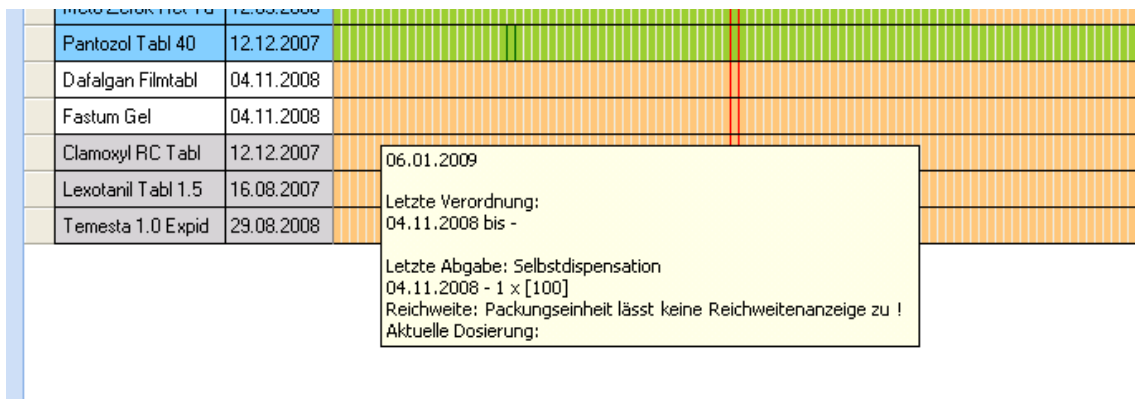 Pantozol Tabl 40 12.12.2007
Dafalgan Filmtabl 04.11.2008
Fastum Gel 04.11.2008
Clamoxyl RC Tabl 12.12.2007
Lexotanil Tabl 1.5 16.08.2007
Temesta 1.0 Expid 29.08.2008
06.01.2009
Letzte Verordnung:
04.11.2008 bis -
Letzte Abgabe: Selbstdispensation
04.11.2008 - 1 x [100]
Reichweite: Packungseinheit lässt keine Reichweitenanzeige zu !
Aktuelle Dosierung: